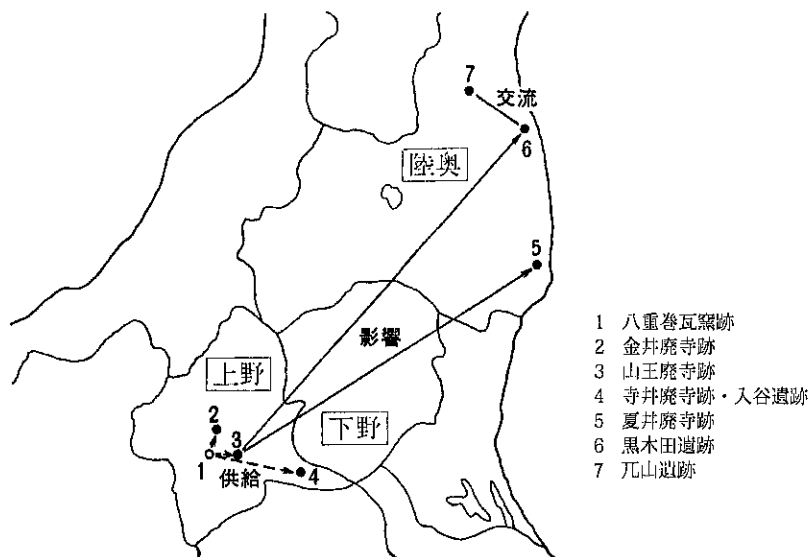 7
交流
6
陸奥
5
影響
上野
下野
2
3
1
供給
4
1 八重巻瓦窯跡
2 金井廃寺跡
3 山王廃寺跡
4 寺井廃寺跡・入谷遺跡
5 夏井廃寺跡
6 黒木田遺跡
7 兀山遺跡